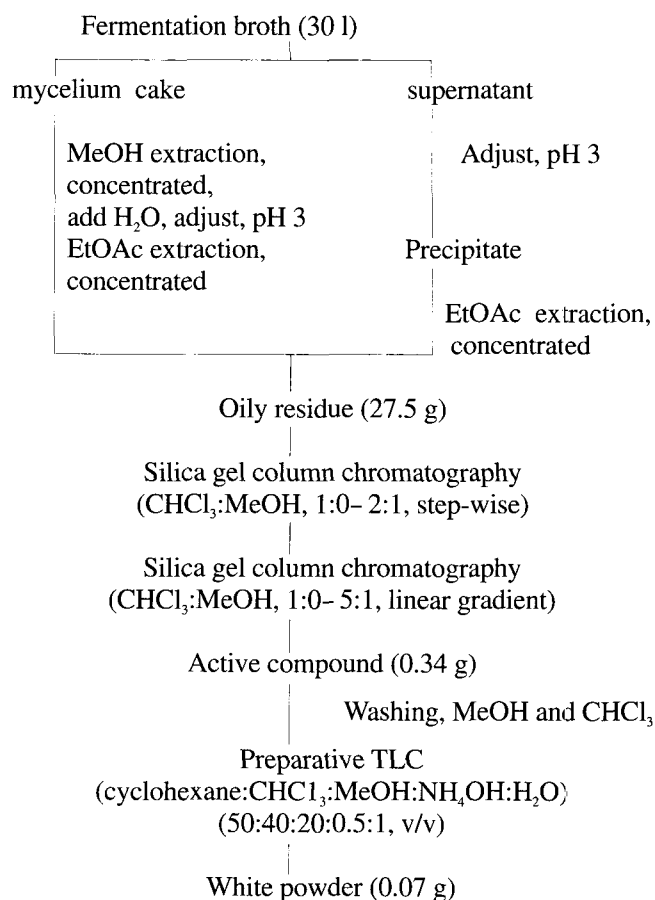 Fermentation broth (30 l)
mycelium cake
supernatant
MeOH extraction,
concentrated,
add H₂O, adjust, pH 3
EtOAc extraction,
concentrated
Adjust, pH 3
Precipitate
EtOAc extraction,
concentrated
Oily residue (27.5 g)
Silica gel column chromatography
(CHCl₃:MeOH, 1:0– 2:1, step-wise)
Silica gel column chromatography
(CHCl₃:MeOH, 1:0– 5:1, linear gradient)
Active compound (0.34 g)
Washing, MeOH and CHCl₃
Preparative TLC
(cyclohexane:CHC1₃:MeOH:NH₄OH:H₂O)
(50:40:20:0.5:1, v/v)
White powder (0.07 g)